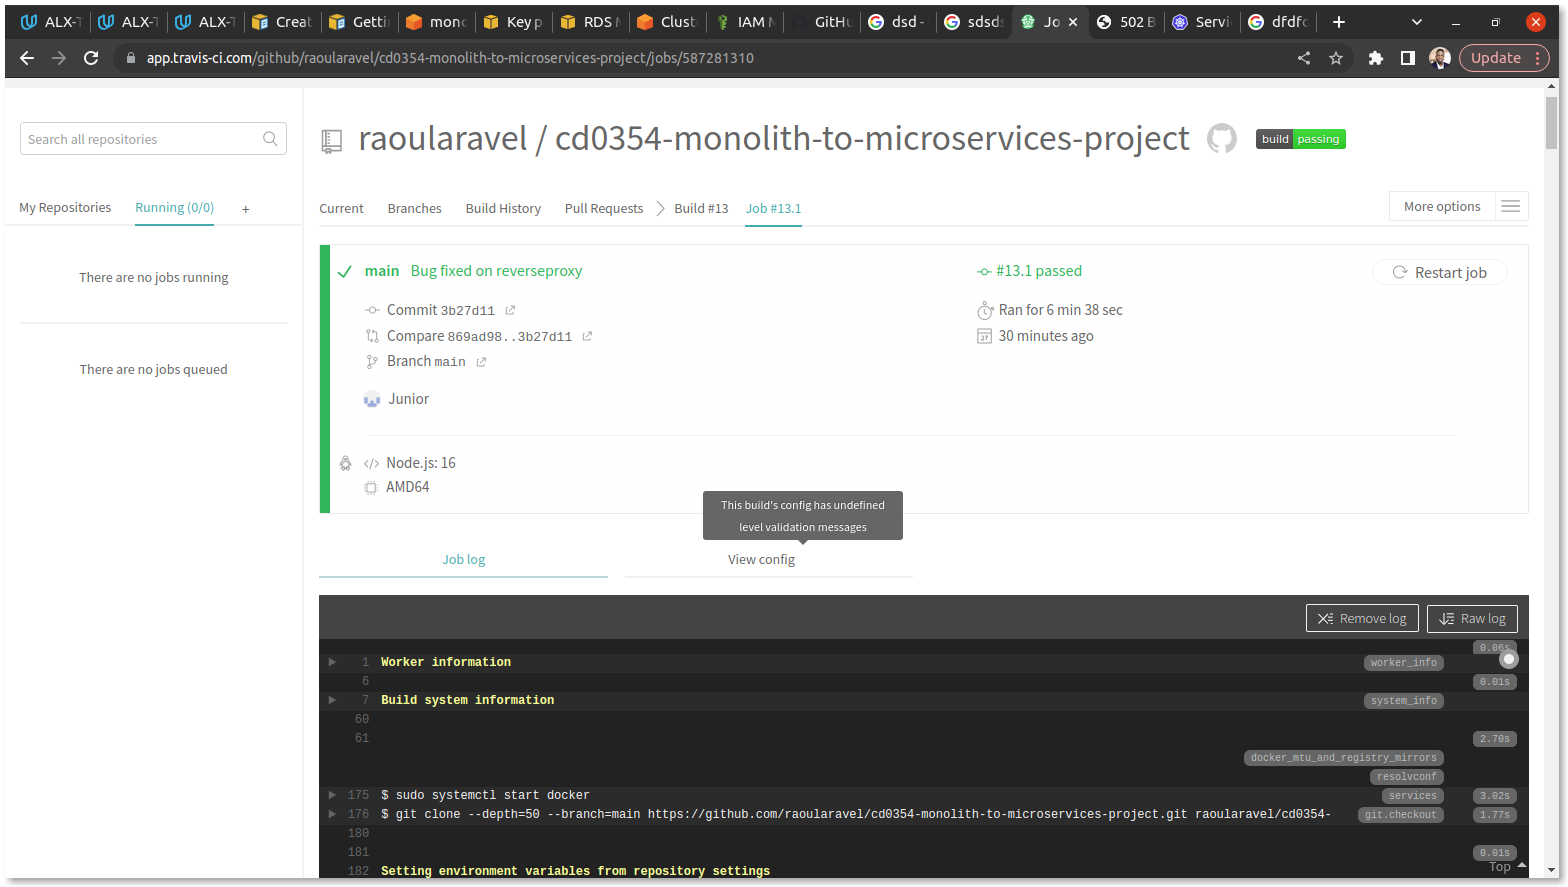 ALX-T
ALX-T
ALX-T
Creat
Gettin
mono
Key p
RDS M
Cluste
IAM M
GitHu
dsd -
sdsds
Jo
502 B
Servi
dfdfd
app.travis-ci.com/github/raoularavel/cd0354-monolith-to-microservices-project/jobs/587281310
Update
Search all repositories
My Repositories
Running (0/0)
+
There are no jobs running
There are no jobs queued
raoularavel / cd0354-monolith-to-microservices-project
build passing
Current
Branches
Build History
Pull Requests
Build #13
Job #13.1
More options
main Bug fixed on reverseproxy
#13.1 passed
Restart job
Commit 3b27d11
Ran for 6 min 38 sec
Compare 869ad98..3b27d11
30 minutes ago
Branch main
Junior
</> Node.js: 16
AMD64
This build's config has undefined
level validation messages
Job log
View config
Remove log
Raw log
0.06s
1 Worker information worker_info
6 0.01s
7 Build system information system_info
60
61 2.70s
docker_mtu_and_registry_mirrors
resolvconf
175 $ sudo systemctl start docker services 3.02s
176 $ git clone --depth=50 --branch=main https://github.com/raoularavel/cd0354-monolith-to-microservices-project.git raoularavel/cd0354- git.checkout 1.77s
180
181 0.01s
182 Setting environment variables from repository settings
Top